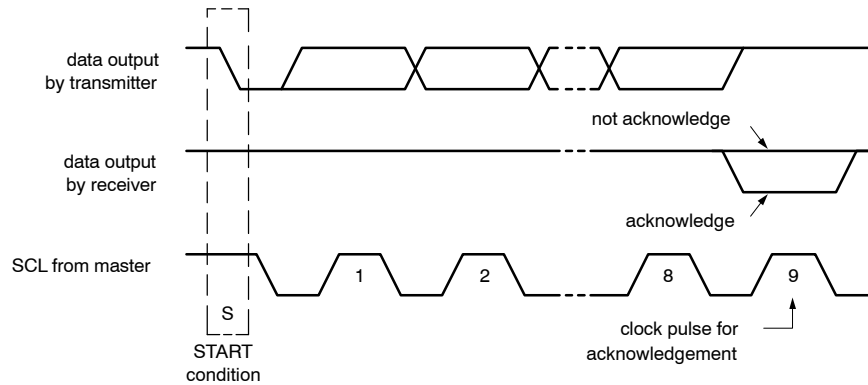 data output
by transmitter
not acknowledge
data output
by receiver
acknowledge
SCL from master
1
2
8
9
S
START
condition
clock pulse for
acknowledgement